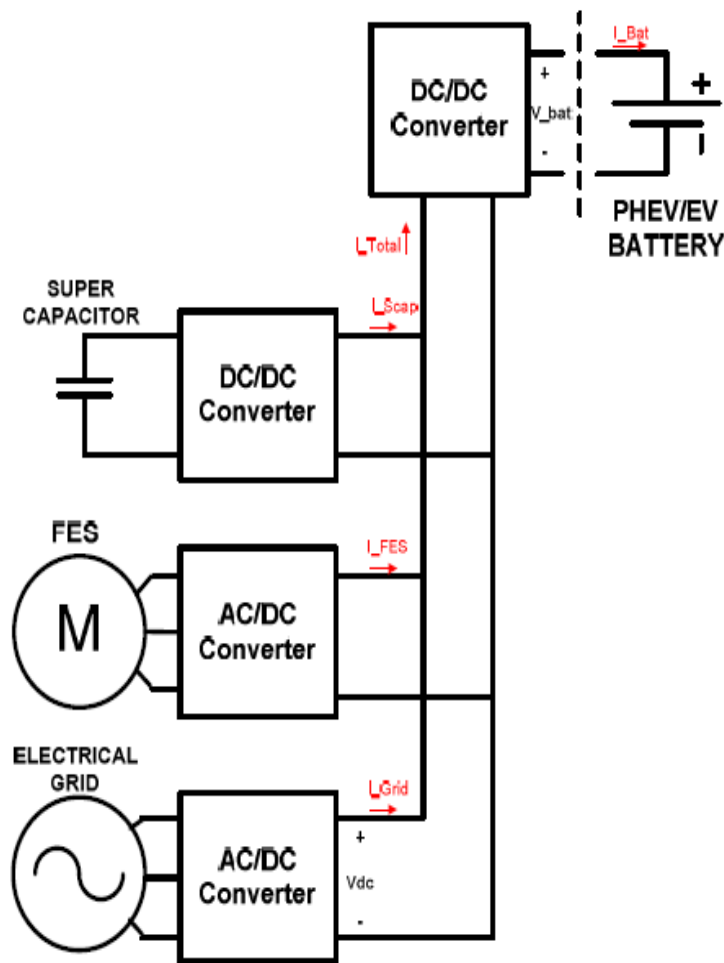 DC/DC
Converter
I_Bat
+
V_bat
-
+
PHEV/EV
BATTERY
I_Total
SUPER
CAPACITOR
I_Scap
DC/DC
Converter
FES
M
I_FES
AC/DC
Converter
ELECTRICAL
GRID
I_Grid
AC/DC
Converter
+
Vdc
-